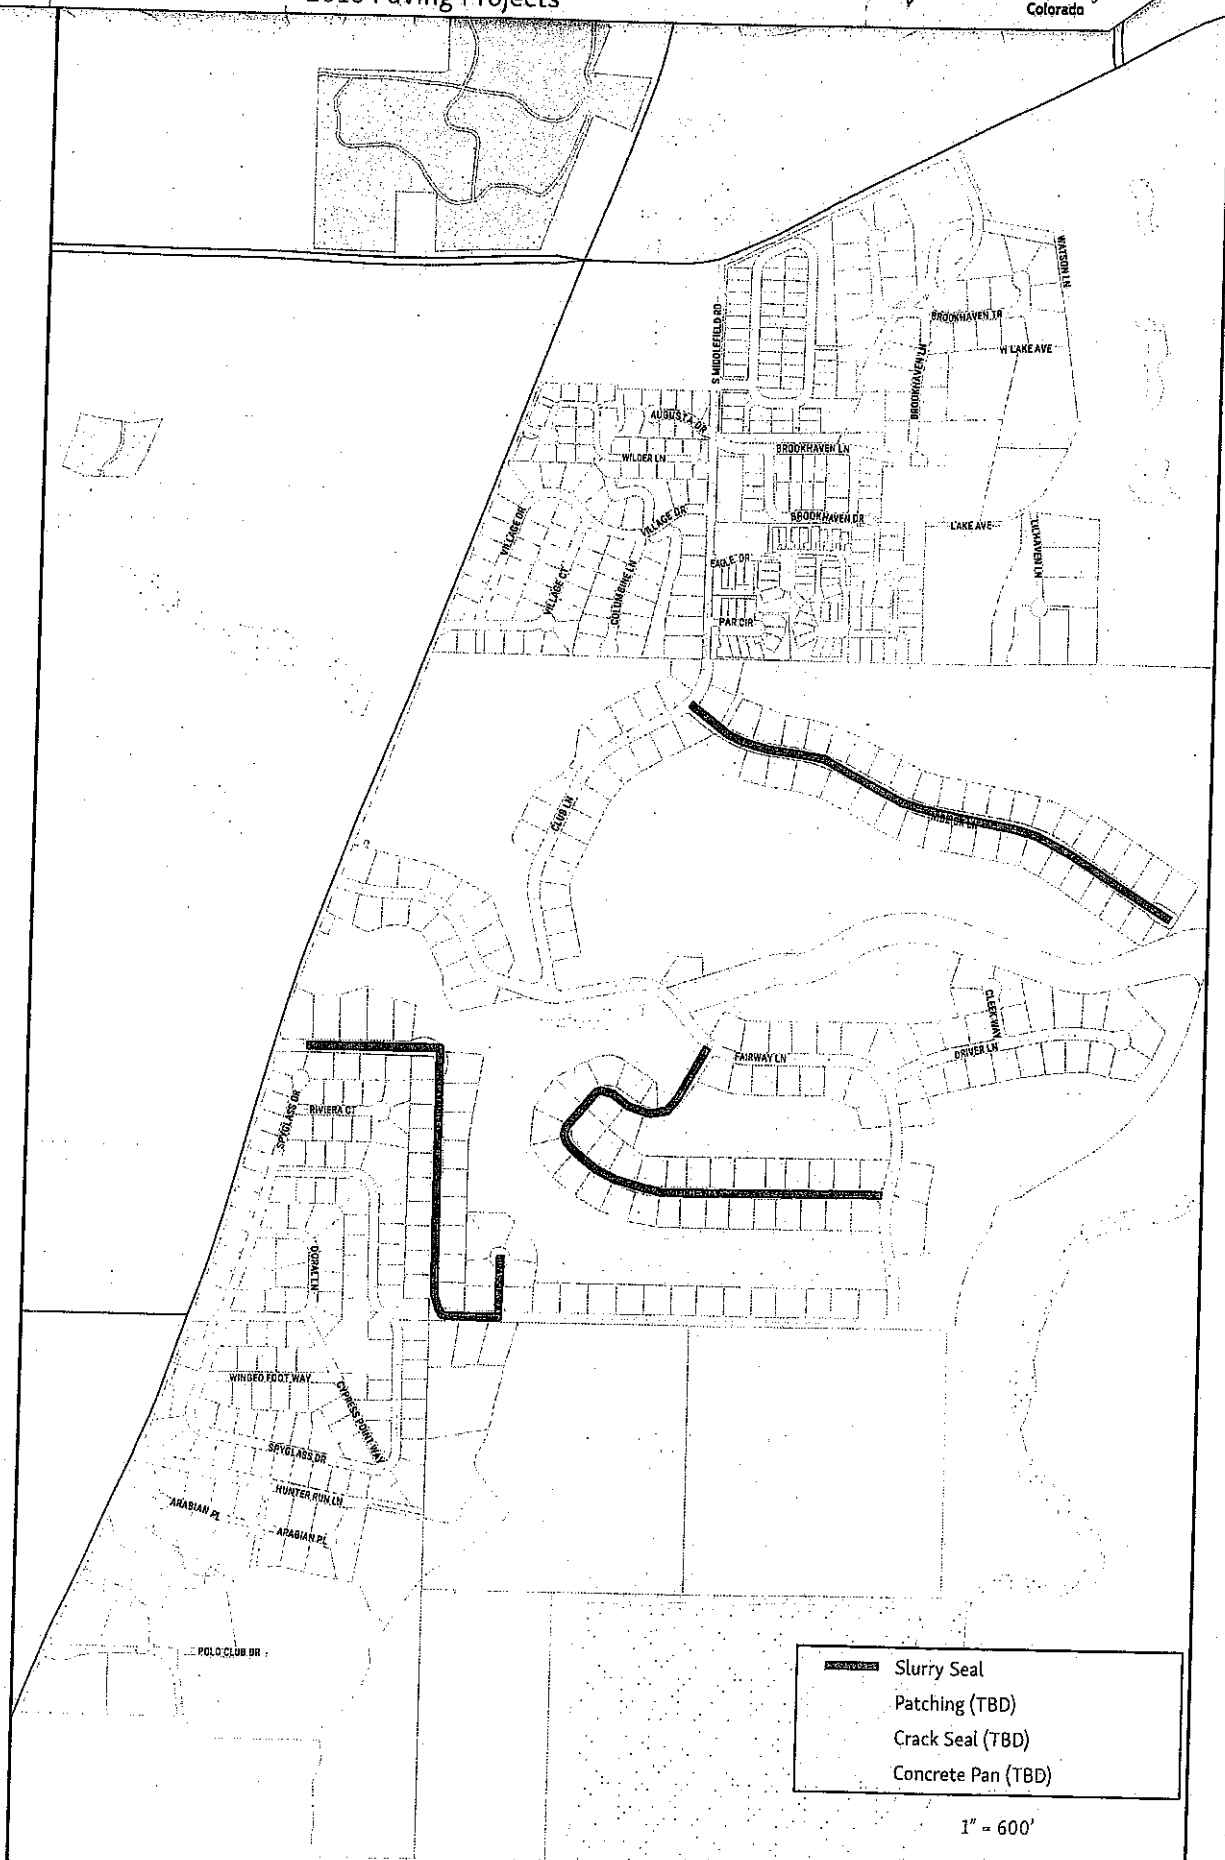 Paving Projects
Colorado
WATSON LN
BROOKHAVEN TR
S MIDDLEFIELD RD
W LAKE AVE
BROOKHAVEN LN
AUGUSTA DR
BROOKHAVEN LN
WILDER LN
VILLAGE DR
VILLAGE DR
BROOKHAVEN DR
LAKE AVE
EAGLE DR
VILLAGE CT
COLUMBINE LN
PAR CIR
CLUB LN
CLEEK WAY
FAIRWAY LN
DRIVER LN
SPYGLASS DR
RIVIERA CT
DORAL LN
WINGED FOOT WAY
CYPRESS POINT WAY
SPYGLASS DR
HUNTER RUN LN
ARABIAN PL
ARABIAN PL
POLO CLUB DR
Slurry Seal
Patching (TBD)
Crack Seal (TBD)
Concrete Pan (TBD)
1" = 600'